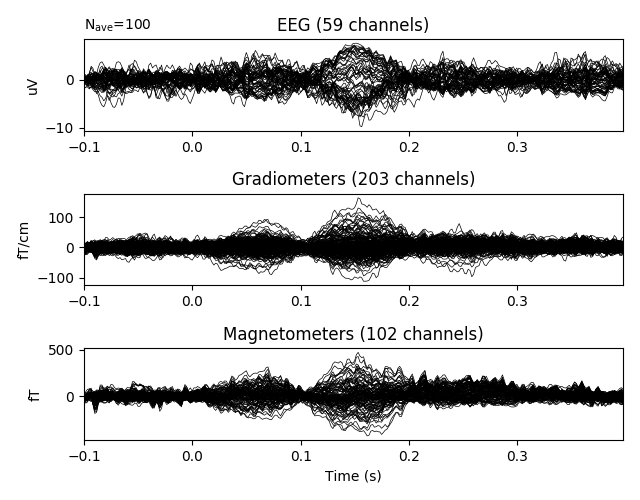 N_ave=100
EEG (59 channels)
uV
0
−10
−0.1 0.0 0.1 0.2 0.3
Gradiometers (203 channels)
fT/cm
100
0
−100
−0.1 0.0 0.1 0.2 0.3
Magnetometers (102 channels)
fT
500
0
−0.1 0.0 0.1 0.2 0.3
Time (s)